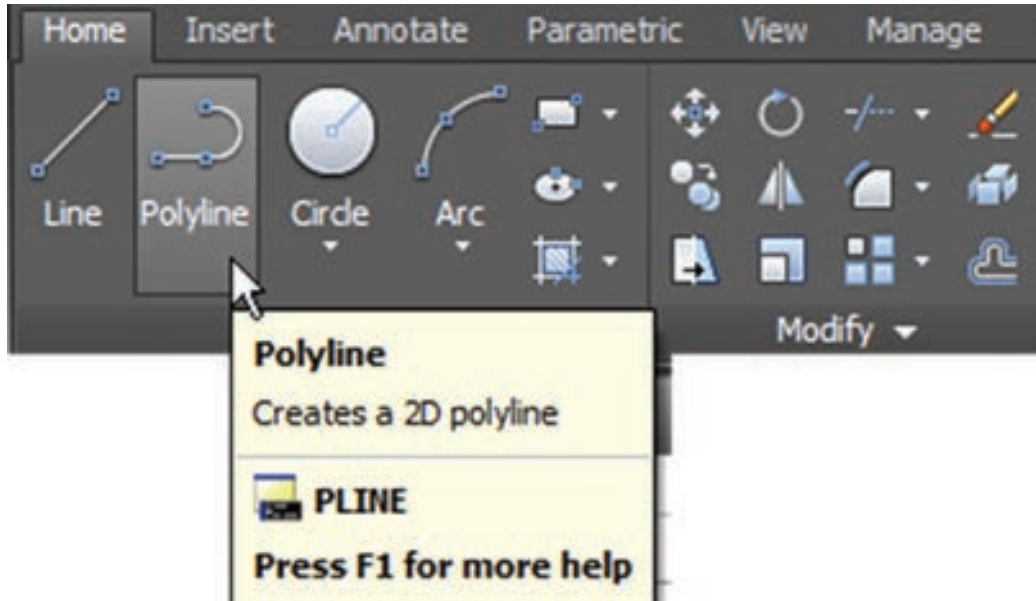 Home Insert Annotate Parametric View Manage
Line Polyline Circle Arc
Modify
Polyline
Creates a 2D polyline
PLINE
Press F1 for more help